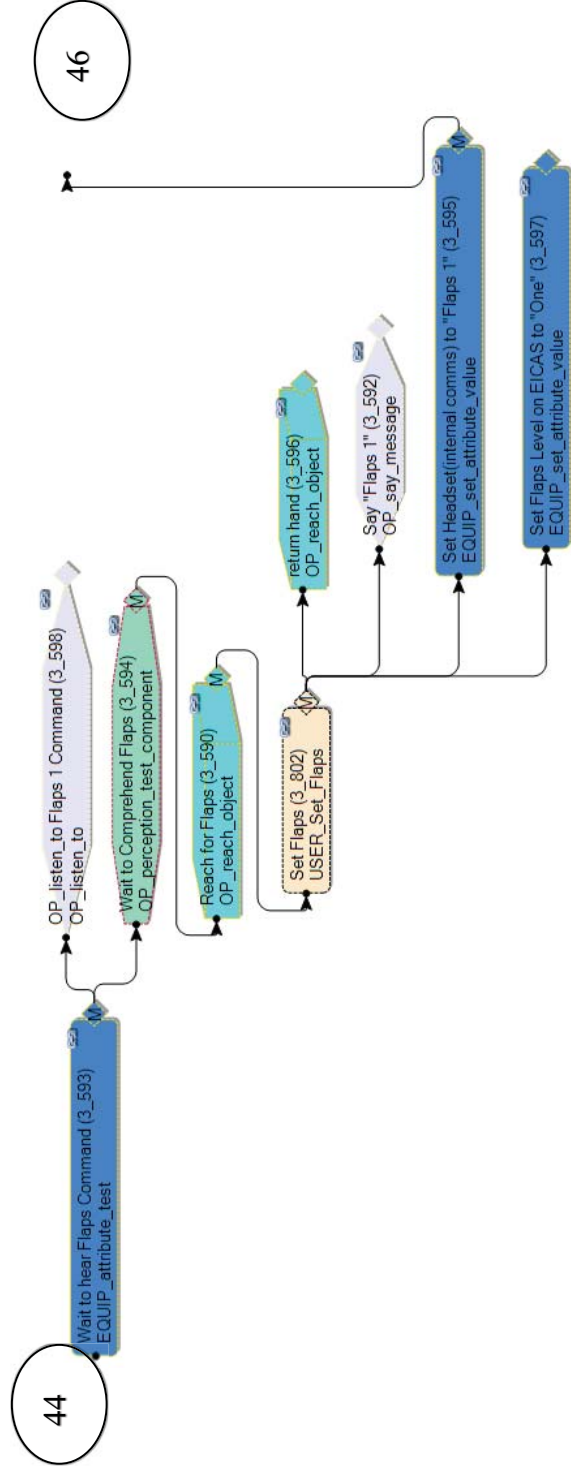 44
Wait to hear Flaps Command (3_593)
EQUIP_attribute_test
M
OP_listen_to Flaps 1 Command (3_598)
OP_listen_to
Wait to Comprehend Flaps (3_594)
OP_perception_test_component
M
Reach for Flaps (3_590)
OP_reach_object
M
Set Flaps (3_802)
USER_Set_Flaps
M
return hand (3_596)
OP_reach_object
Say "Flaps 1" (3_592)
OP_say_message
Set Headset(internal comms) to "Flaps 1" (3_595)
EQUIP_set_attribute_value
M
Set Flaps Level on EICAS to "One" (3_597)
EQUIP_set_attribute_value
46